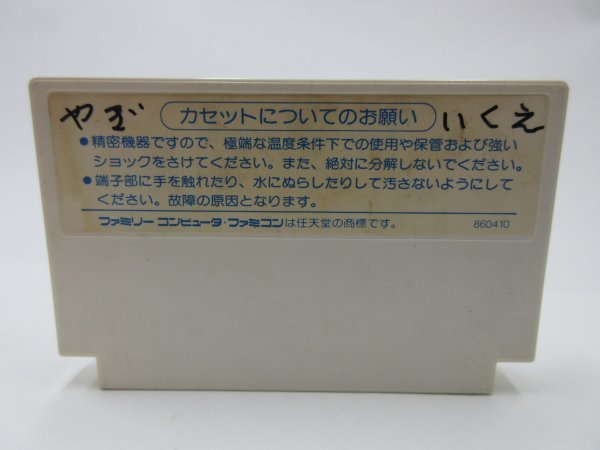 やぎ カセットについてのお願い いくえ
●精密機器ですので、極端な温度条件下での使用や保管および強い
ショックをさけてください。また、絶対に分解しないでください。
●端子部に手を触れたり、水にぬらしたりして汚さないようにして
ください。故障の原因となります。
ファミリーコンピュータ・ファミコンは任天堂の商標です。 860410